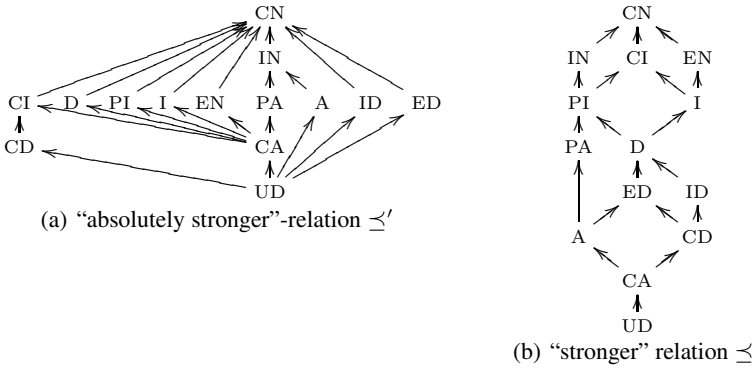 CN
IN
CI D PI I EN PA A ID ED
CD CA
UD
(a) “absolutely stronger”-relation ⪯′
CN
IN CI EN
PI I
PA D
ED ID
A CD
CA
UD
(b) “stronger” relation ⪯